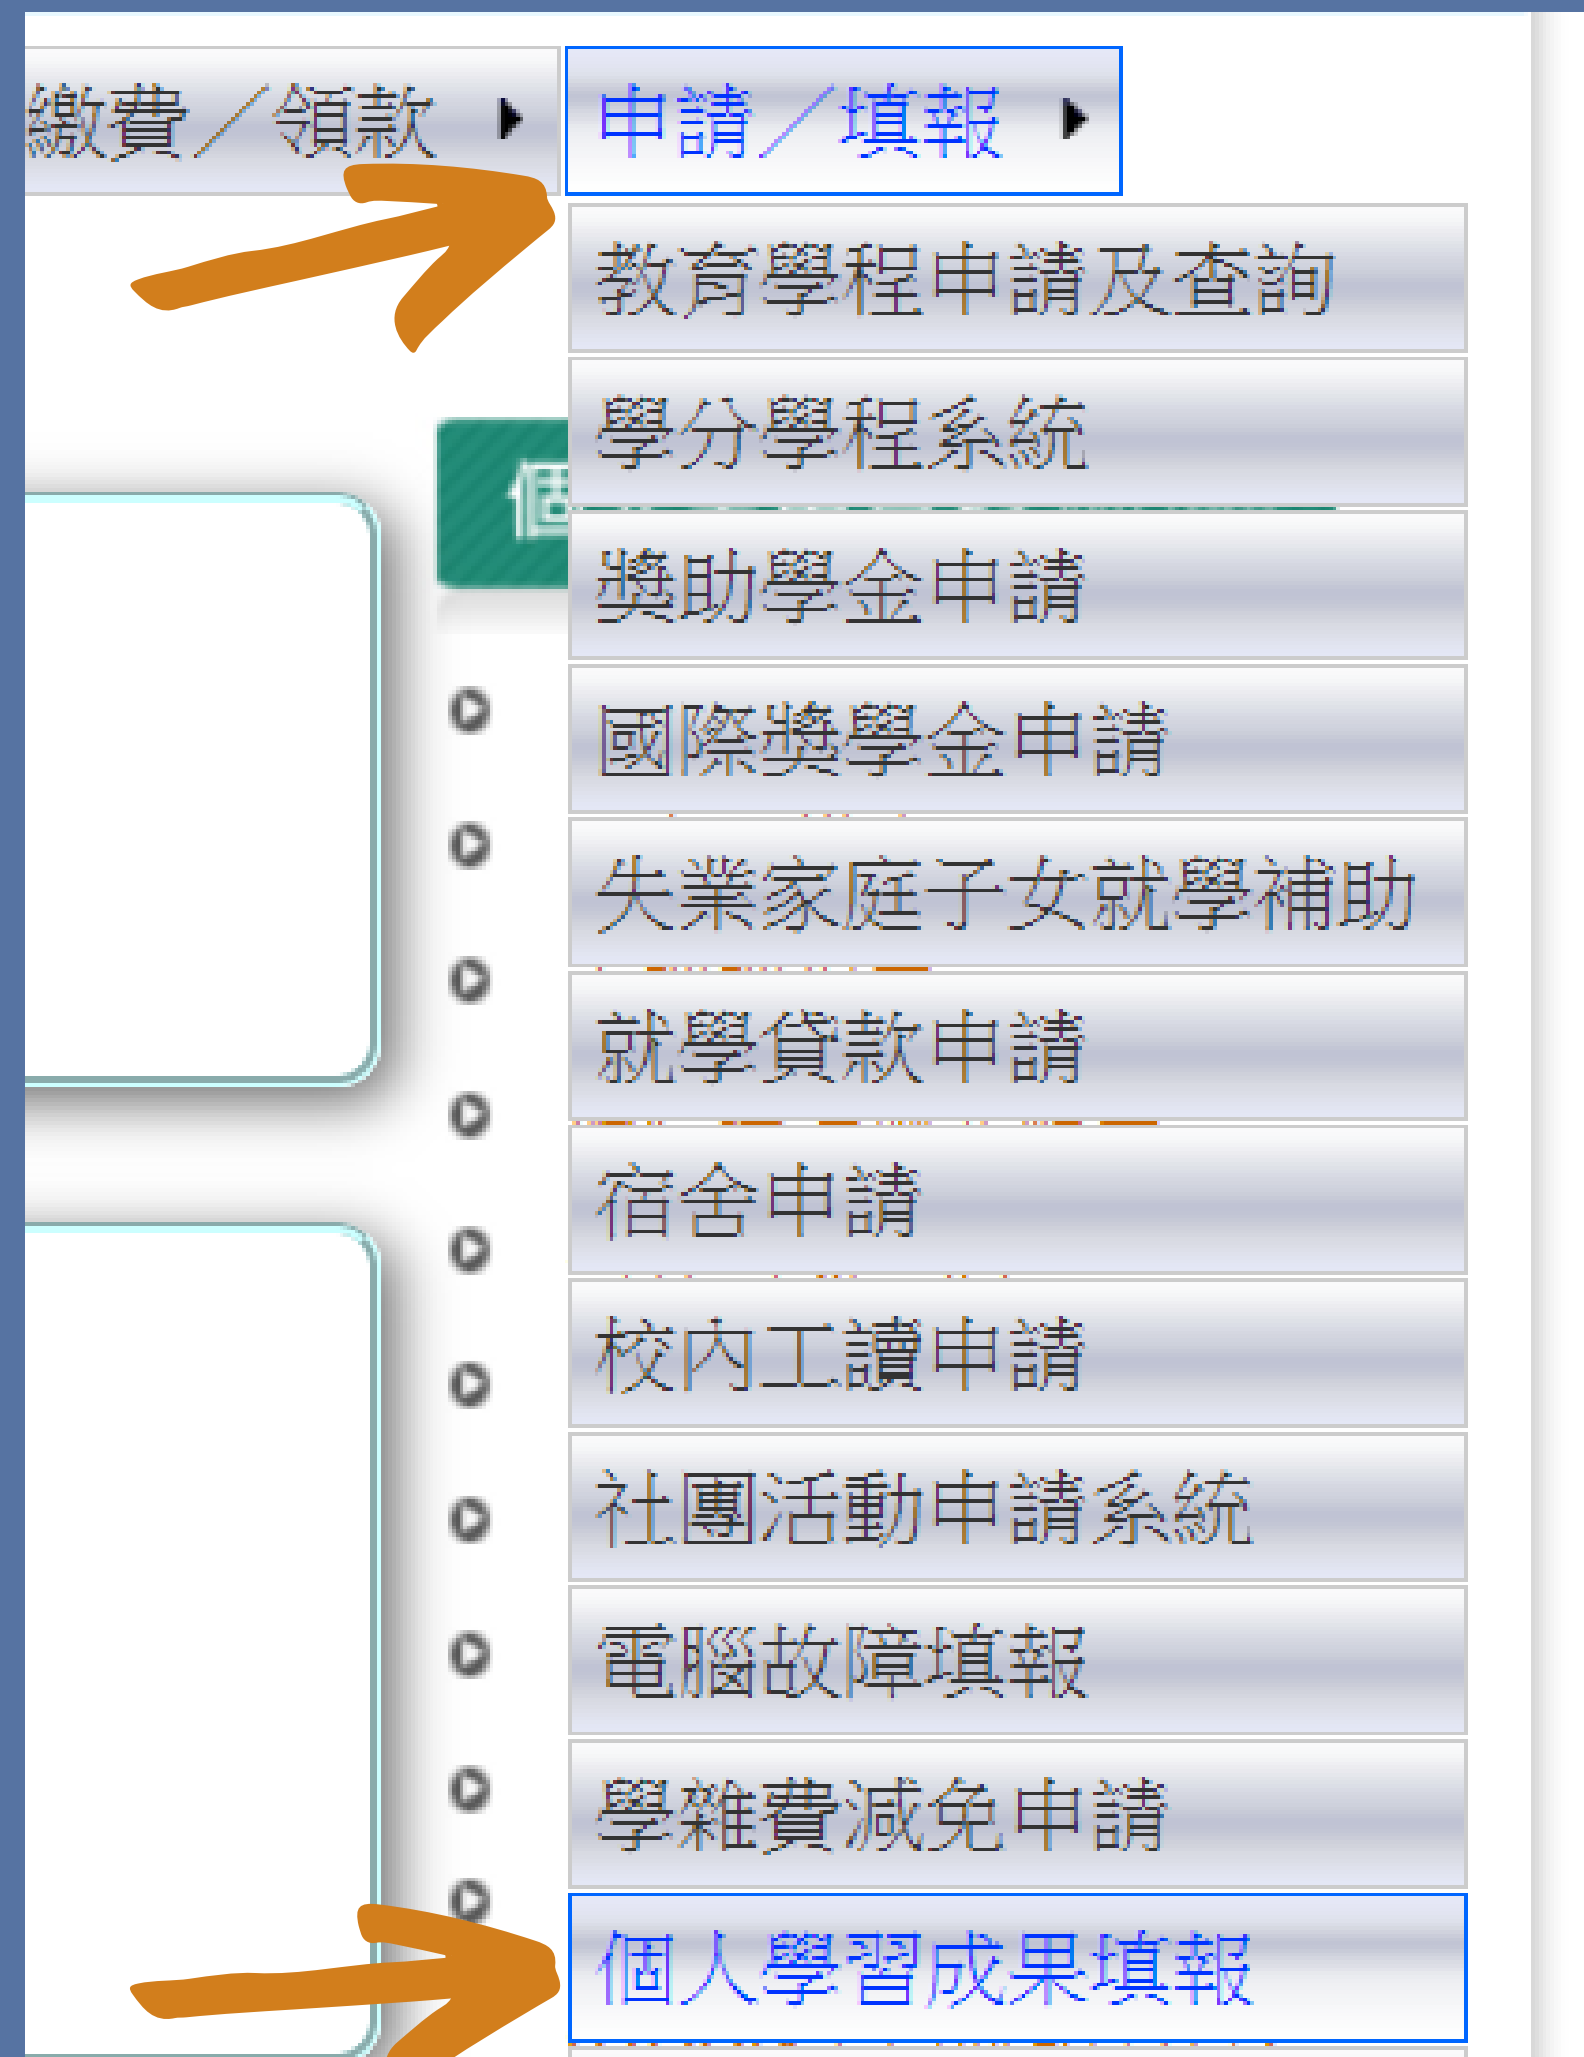 繳費／領款 申請／填報
教育學程申請及查詢
學分學程系統
個
獎助學金申請
國際獎學金申請
失業家庭子女就學補助
就學貸款申請
宿舍申請
校內工讀申請
社團活動申請系統
電腦故障填報
學雜費減免申請
個人學習成果填報